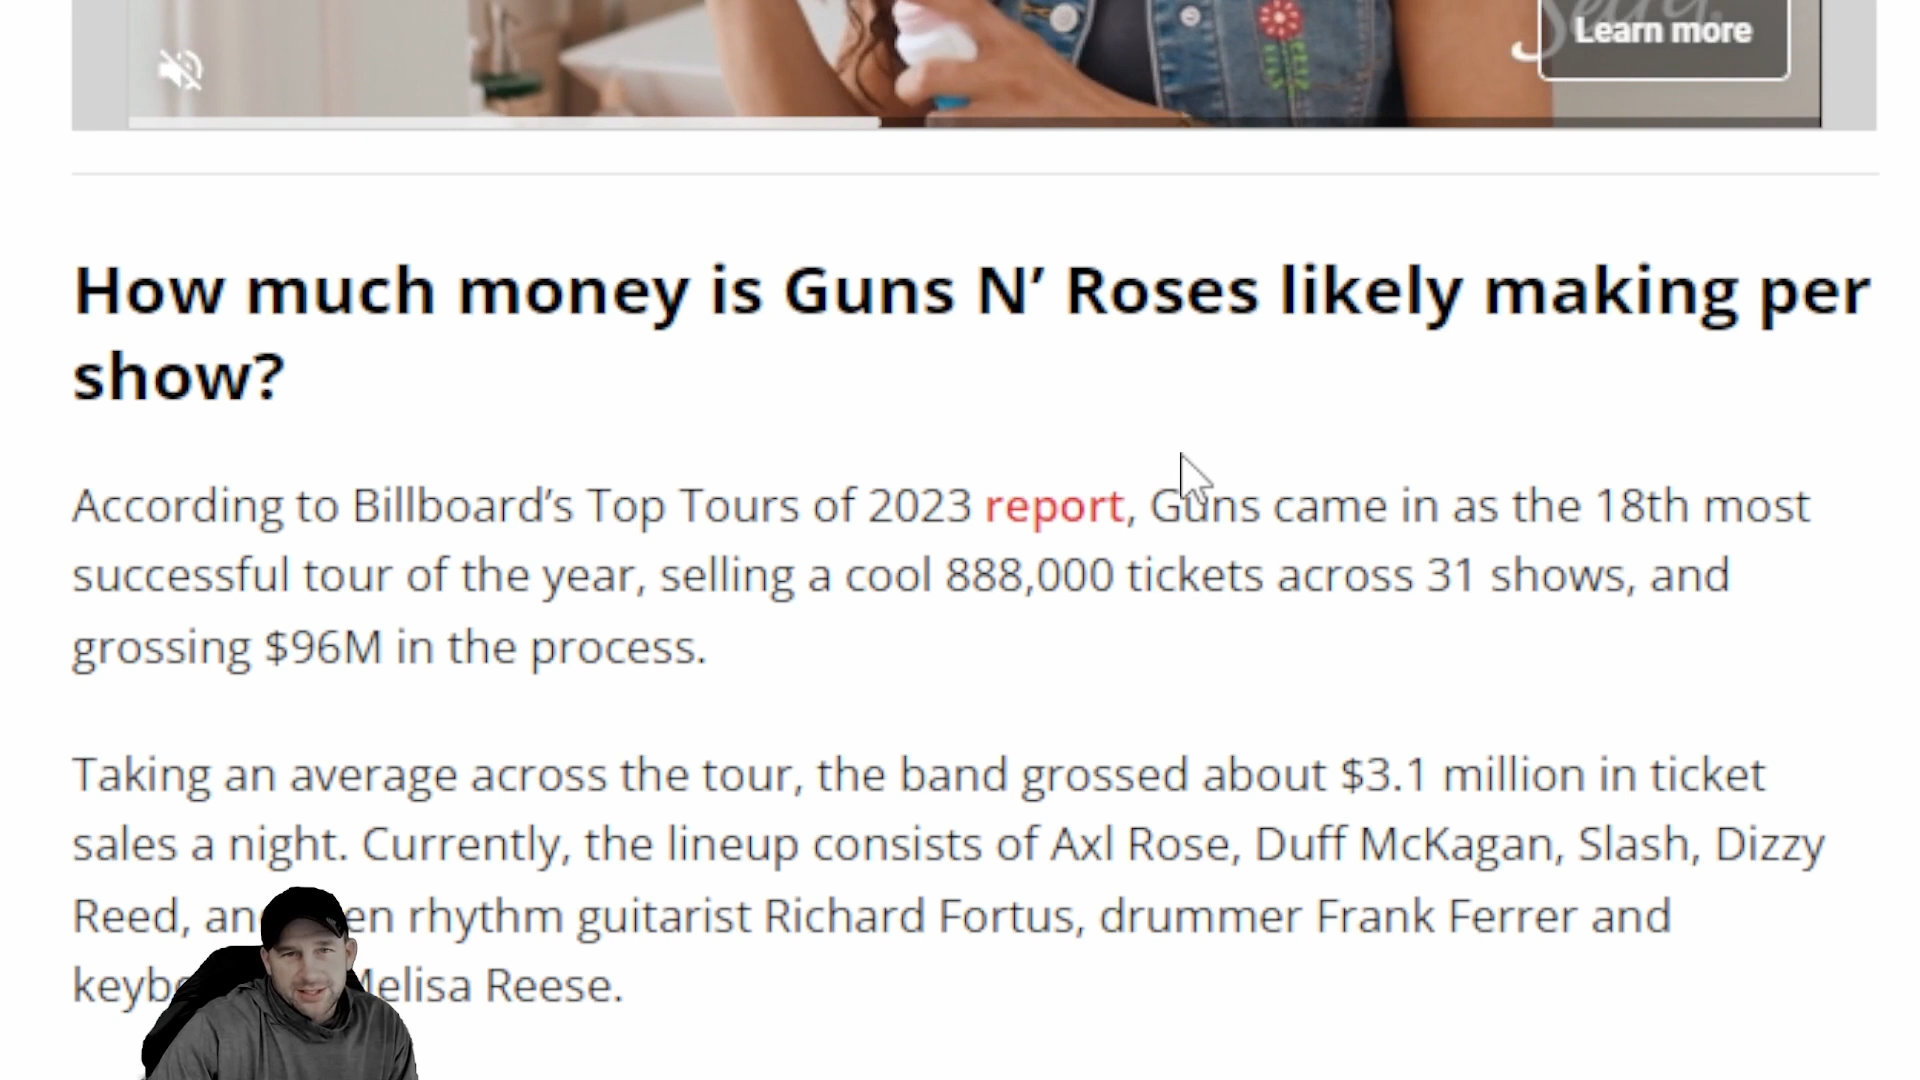 Learn more
How much money is Guns N’ Roses likely making per
show?
According to Billboard’s Top Tours of 2023 report, Guns came in as the 18th most
successful tour of the year, selling a cool 888,000 tickets across 31 shows, and
grossing $96M in the process.
Taking an average across the tour, the band grossed about $3.1 million in ticket
sales a night. Currently, the lineup consists of Axl Rose, Duff McKagan, Slash, Dizzy
Reed, rhythm guitarist Richard Fortus, drummer Frank Ferrer and
Melisa Reese.